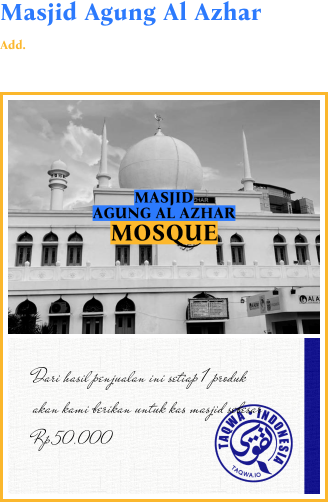 Masjid Agung Al Azhar
Add.
MASJID
AGUNG AL AZHAR
MOSQUE
Dari hasil penjualan ini setiap 1 produk
akan kami berikan untuk kas masjid sebesar
Rp 50.000
TAQWA INDONESIA
تقوى
TAQWA.IO